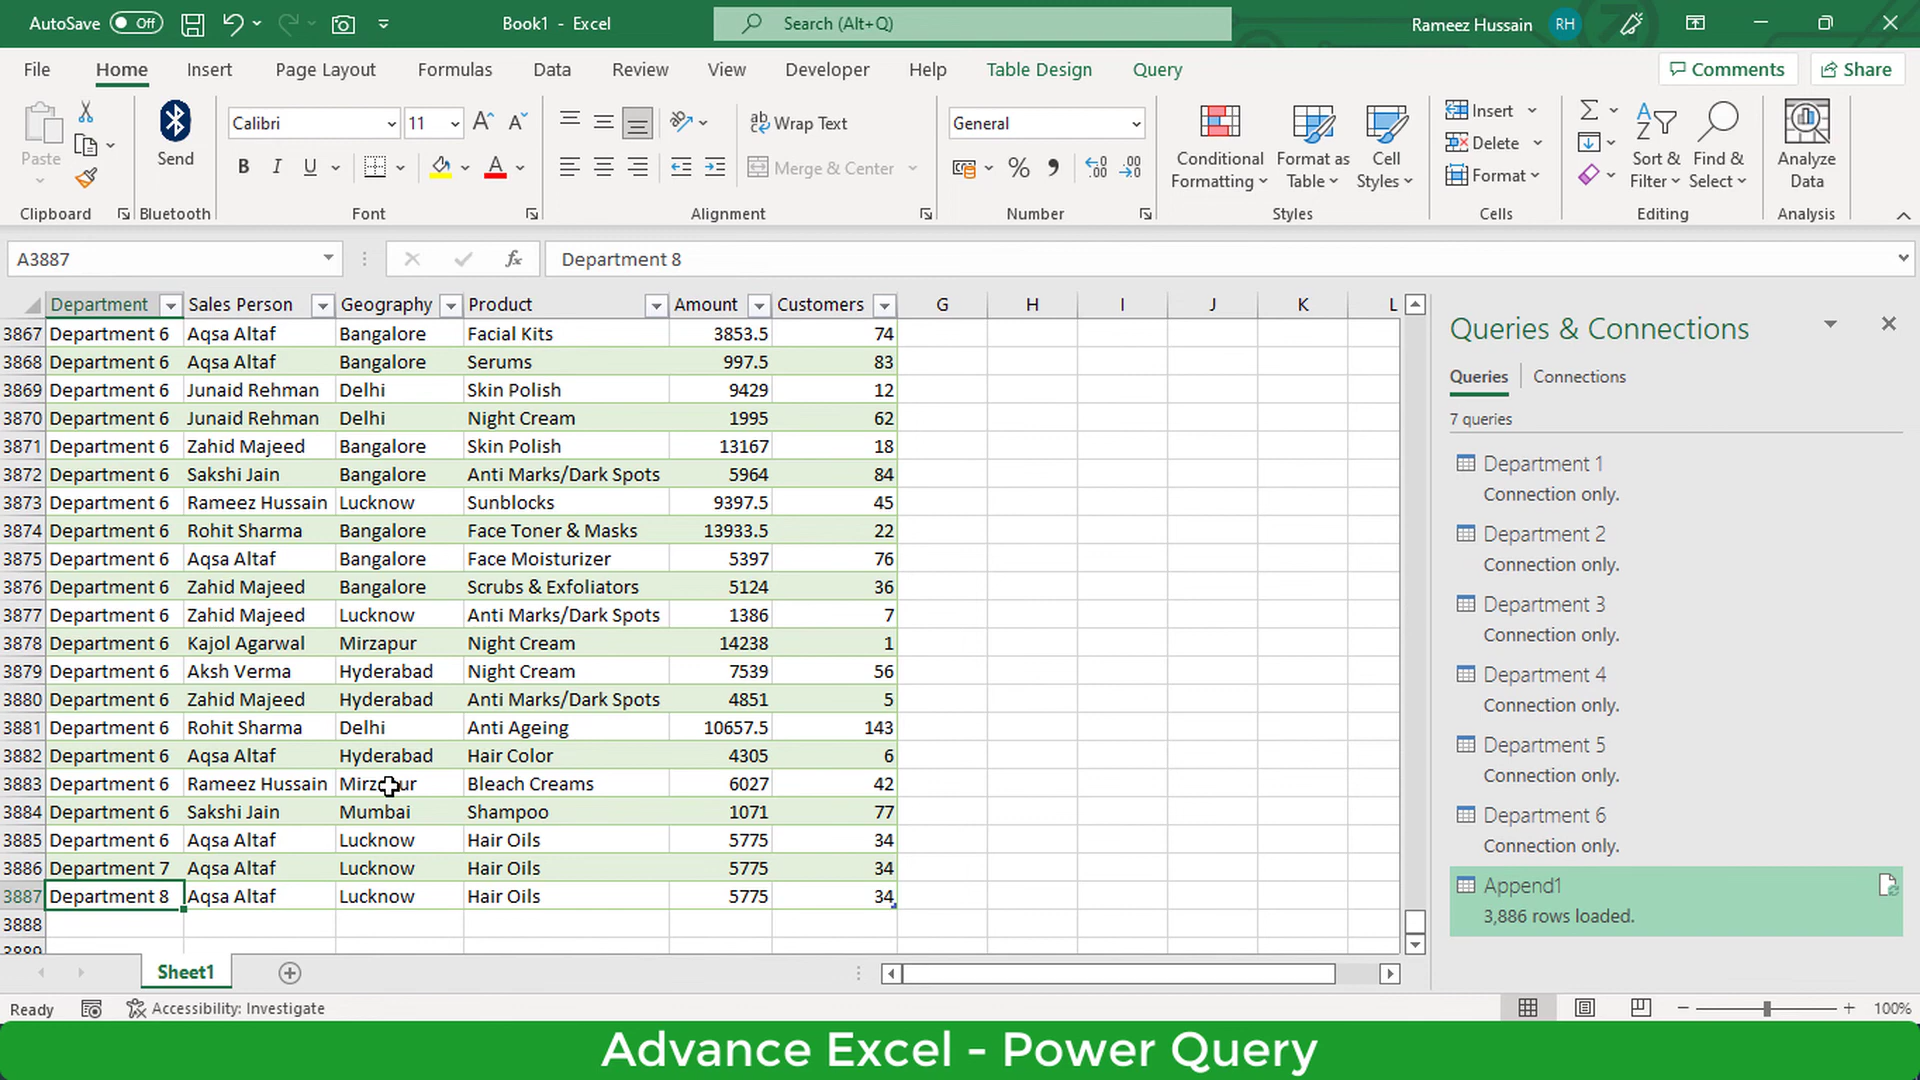 AutoSave Off Book1 - Excel Search (Alt+Q) Rameez Hussain RH
File Home Insert Page Layout Formulas Data Review View Developer Help Table Design Query Comments Share
Paste Send Calibri 11 Wrap Text General Insert
B I U Merge & Center % Conditional Formatting Format as Table Cell Styles Delete Sort & Filter Find & Select Analyze Data
Format
Clipboard Bluetooth Font Alignment Number Styles Cells Editing Analysis
A3887 fx Department 8
Department Sales Person Geography Product Amount Customers G H I J K L
3867 Department 6 Aqsa Altaf Bangalore Facial Kits 3853.5 74
3868 Department 6 Aqsa Altaf Bangalore Serums 997.5 83
3869 Department 6 Junaid Rehman Delhi Skin Polish 9429 12
3870 Department 6 Junaid Rehman Delhi Night Cream 1995 62
3871 Department 6 Zahid Majeed Bangalore Skin Polish 13167 18
3872 Department 6 Sakshi Jain Bangalore Anti Marks/Dark Spots 5964 84
3873 Department 6 Rameez Hussain Lucknow Sunblocks 9397.5 45
3874 Department 6 Rohit Sharma Bangalore Face Toner & Masks 13933.5 22
3875 Department 6 Aqsa Altaf Bangalore Face Moisturizer 5397 76
3876 Department 6 Zahid Majeed Bangalore Scrubs & Exfoliators 5124 36
3877 Department 6 Zahid Majeed Lucknow Anti Marks/Dark Spots 1386 7
3878 Department 6 Kajol Agarwal Mirzapur Night Cream 14238 1
3879 Department 6 Aksh Verma Hyderabad Night Cream 7539 56
3880 Department 6 Zahid Majeed Hyderabad Anti Marks/Dark Spots 4851 5
3881 Department 6 Rohit Sharma Delhi Anti Ageing 10657.5 143
3882 Department 6 Aqsa Altaf Hyderabad Hair Color 4305 6
3883 Department 6 Rameez Hussain Mirzapur Bleach Creams 6027 42
3884 Department 6 Sakshi Jain Mumbai Shampoo 1071 77
3885 Department 6 Aqsa Altaf Lucknow Hair Oils 5775 34
3886 Department 7 Aqsa Altaf Lucknow Hair Oils 5775 34
3887 Department 8 Aqsa Altaf Lucknow Hair Oils 5775 34
3888
3889
Queries & Connections
Queries Connections
7 queries
Department 1
Connection only.
Department 2
Connection only.
Department 3
Connection only.
Department 4
Connection only.
Department 5
Connection only.
Department 6
Connection only.
Append1
3,886 rows loaded.
Sheet1
Ready Accessibility: Investigate 100%
Advance Excel - Power Query